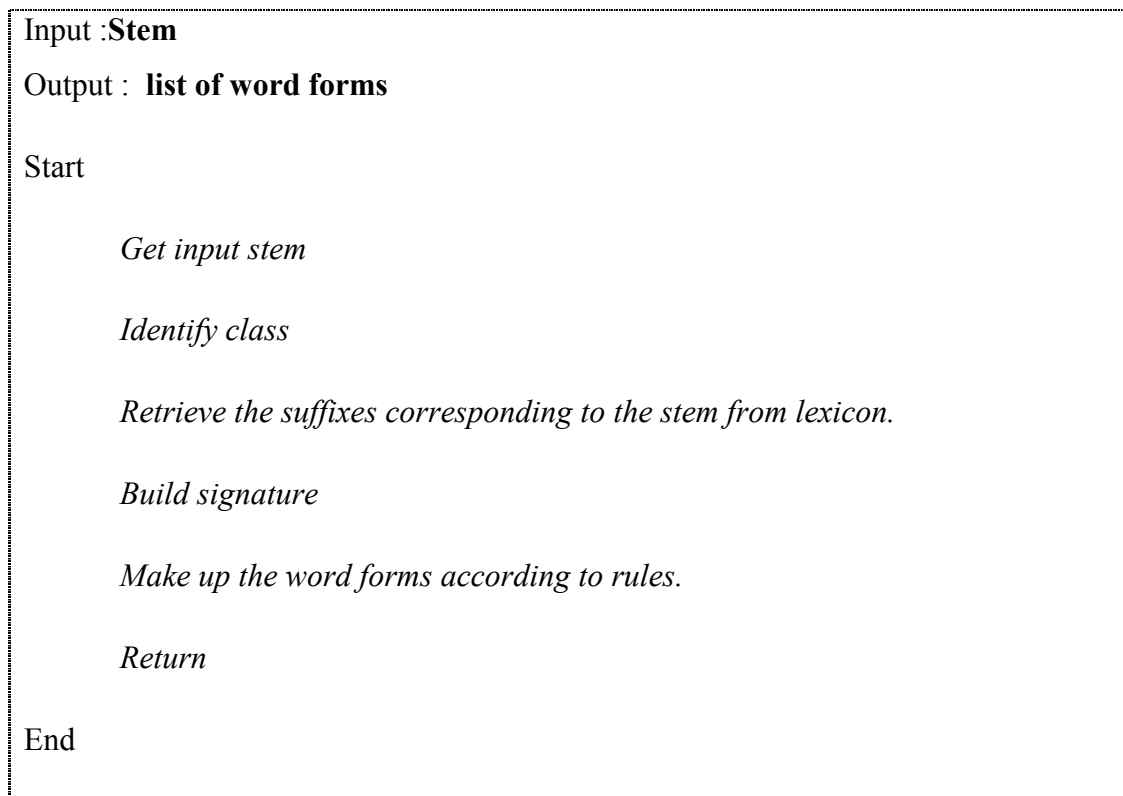 Input :Stem
Output :  list of word forms
Start
Get input stem
Identify class
Retrieve the suffixes corresponding to the stem from lexicon.
Build signature
Make up the word forms according to rules.
Return
End